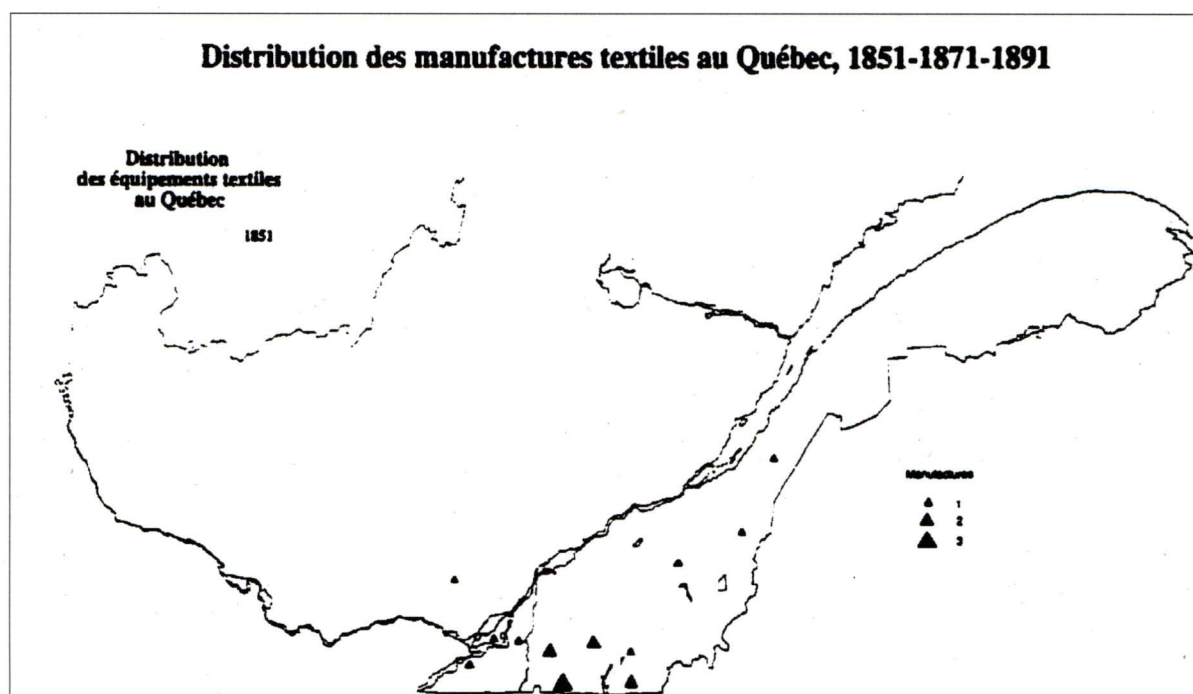 Distribution des manufactures textiles au Québec, 1851-1871-1891
Distribution
des équipements textiles
au Québec
1851
Manufactures
1
2
3